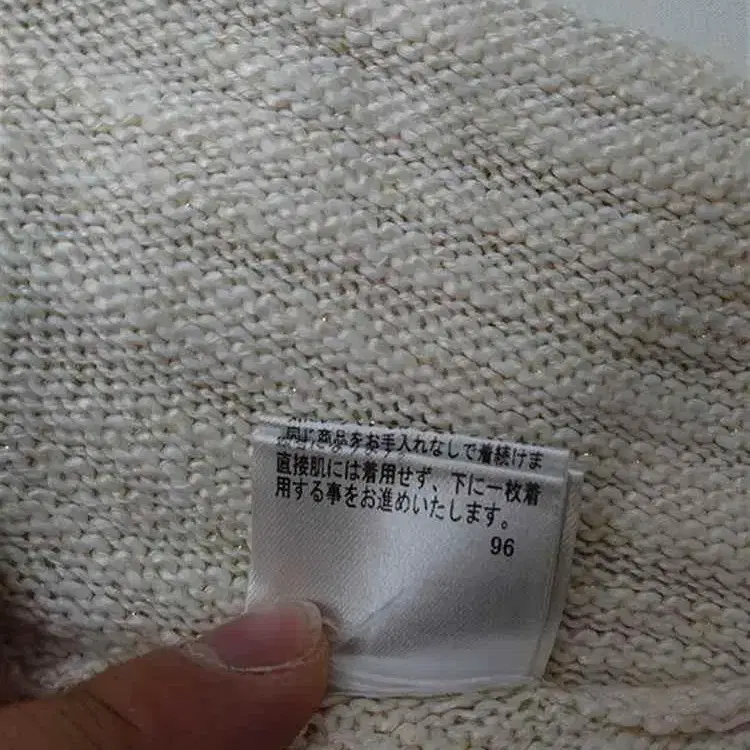 同じ商品をお手入れなしで着続けま
直接肌には着用せず、下に一枚着
用する事をお進めいたします。
96